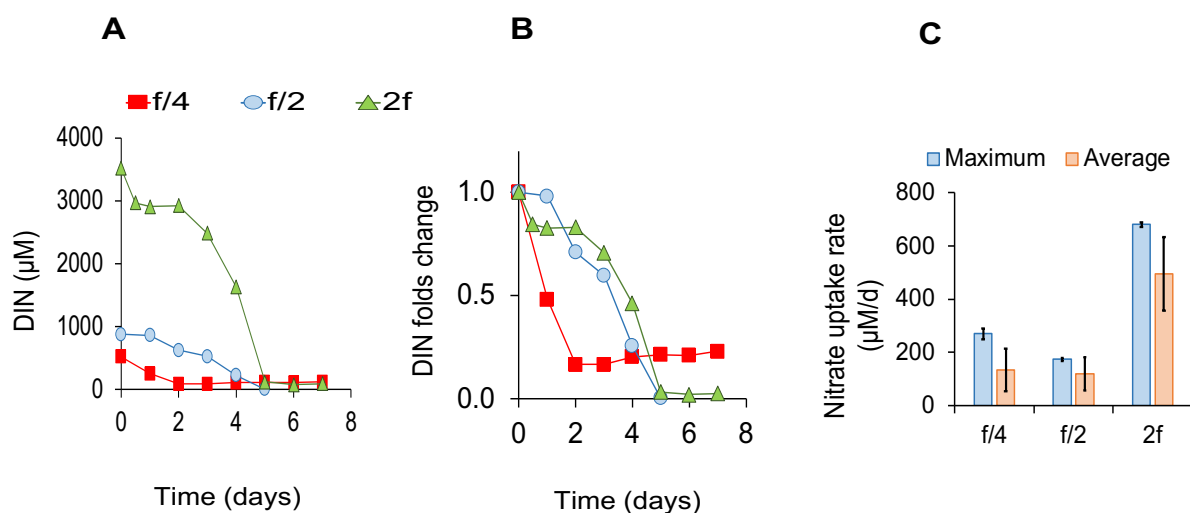 A
B
C
f/4
f/2
2f
4000
3000
2000
1000
0
DIN (µM)
0
2
4
6
8
Time (days)
1.0
0.5
0.0
DIN folds change
0
2
4
6
8
Time (days)
Maximum
Average
800
600
400
200
0
Nitrate uptake rate
(µM/d)
f/4
f/2
2f